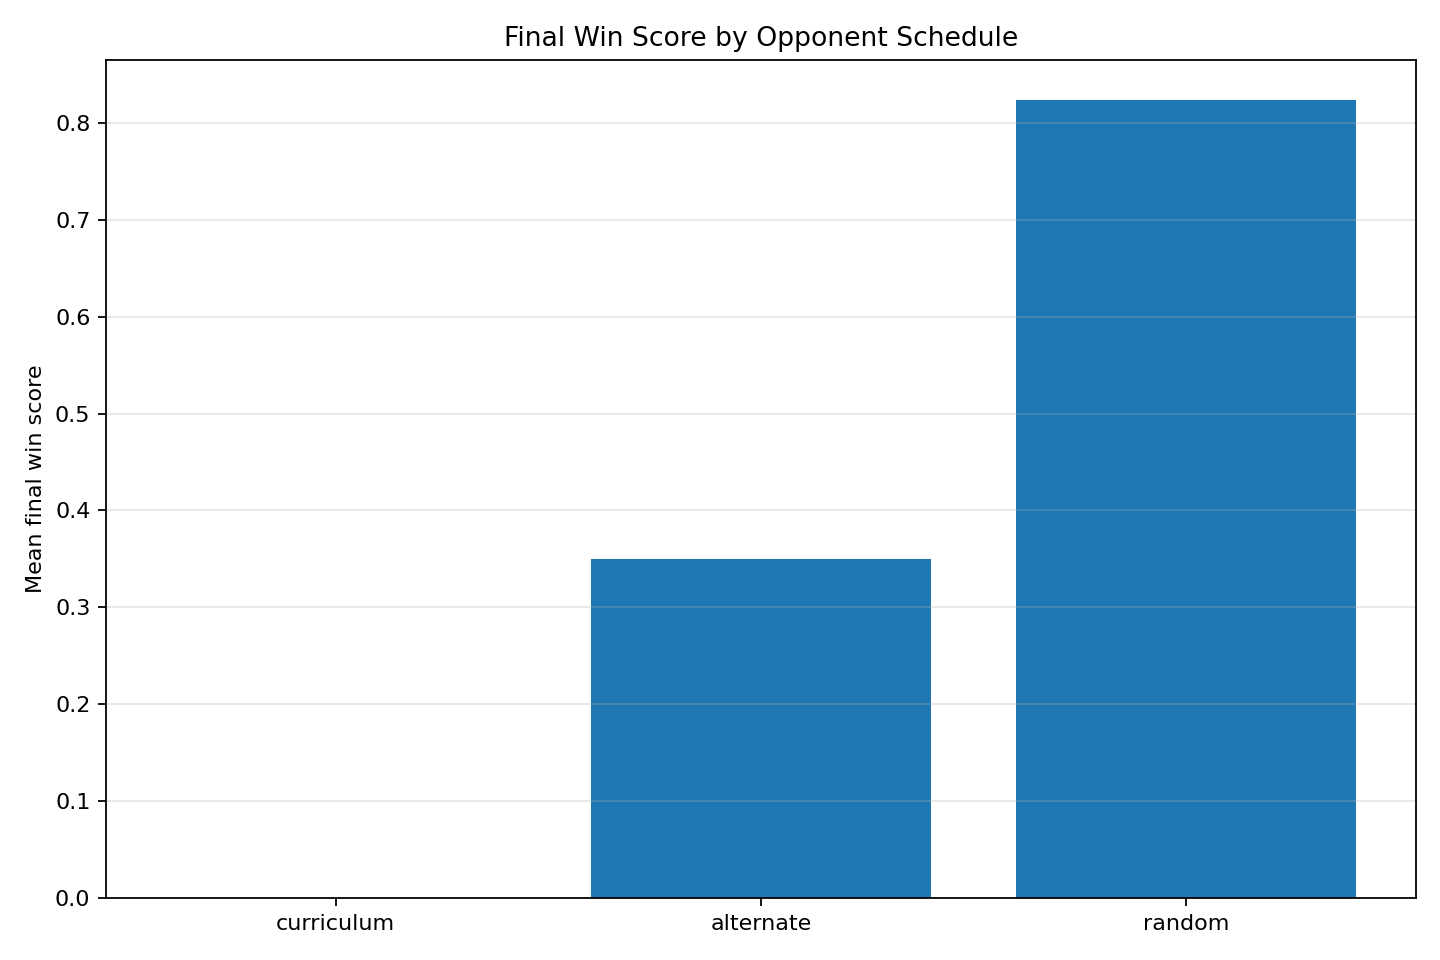 Final Win Score by Opponent Schedule
Mean final win score
0.8
0.7
0.6
0.5
0.4
0.3
0.2
0.1
0.0
curriculum
alternate
random